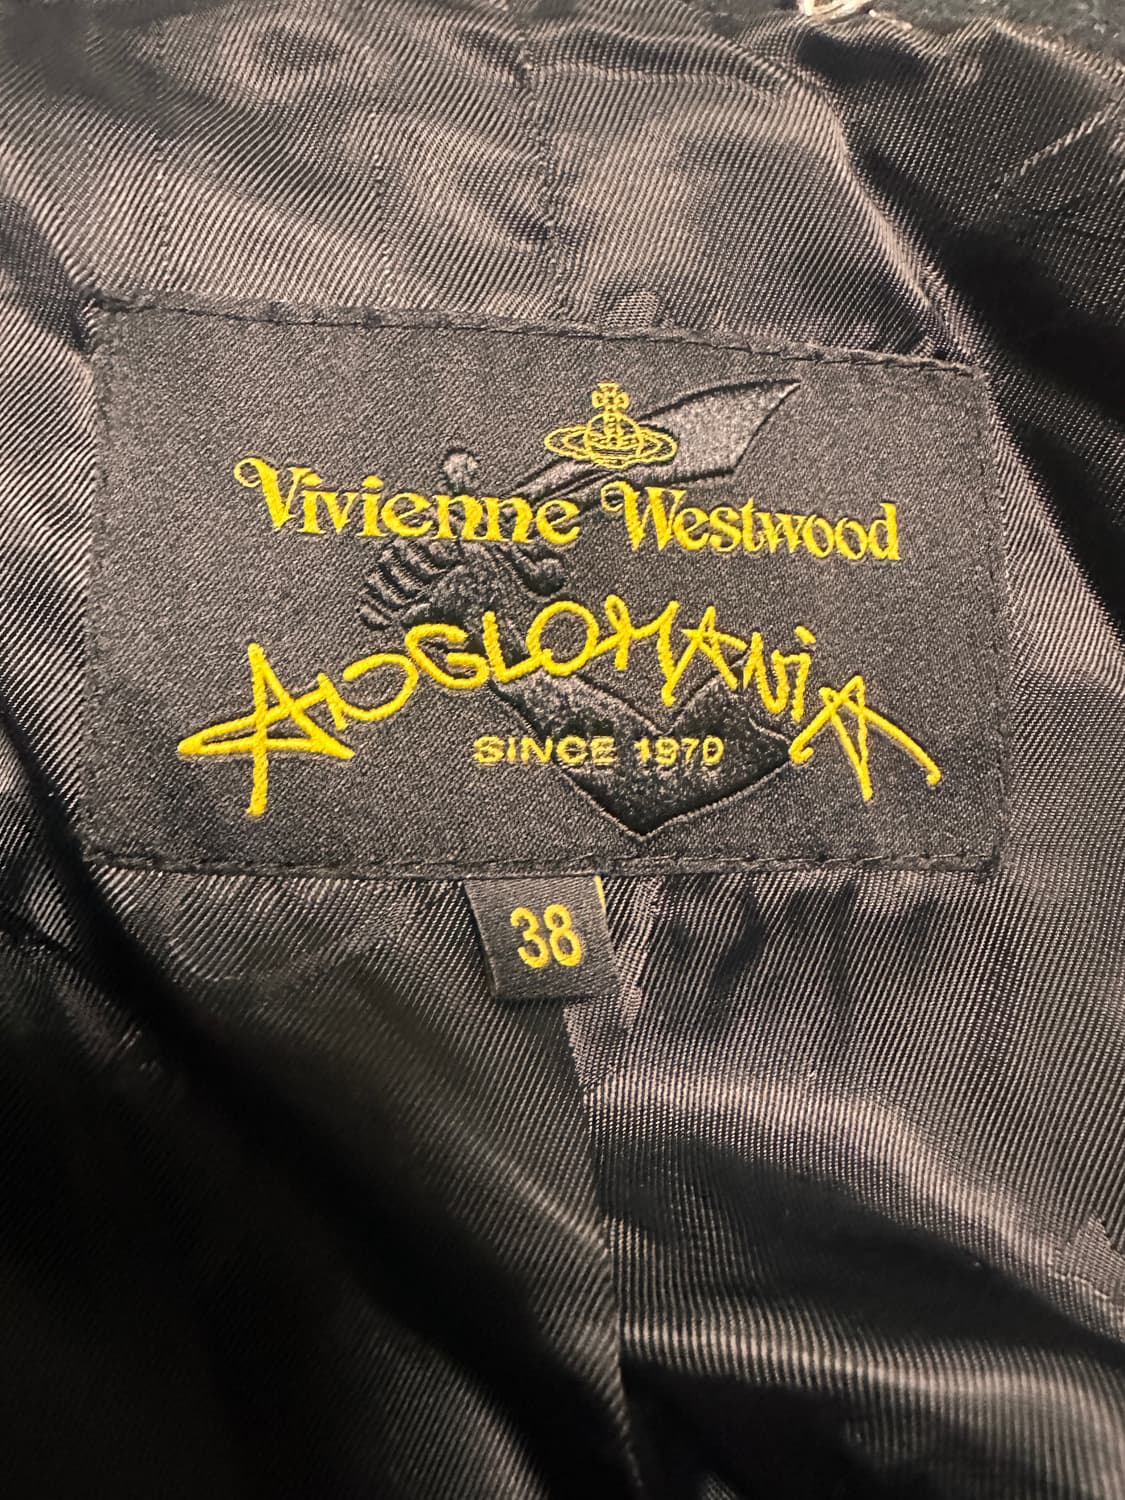 Vivienne Westwood
ANGLOMANIA
SINCE 1970
38